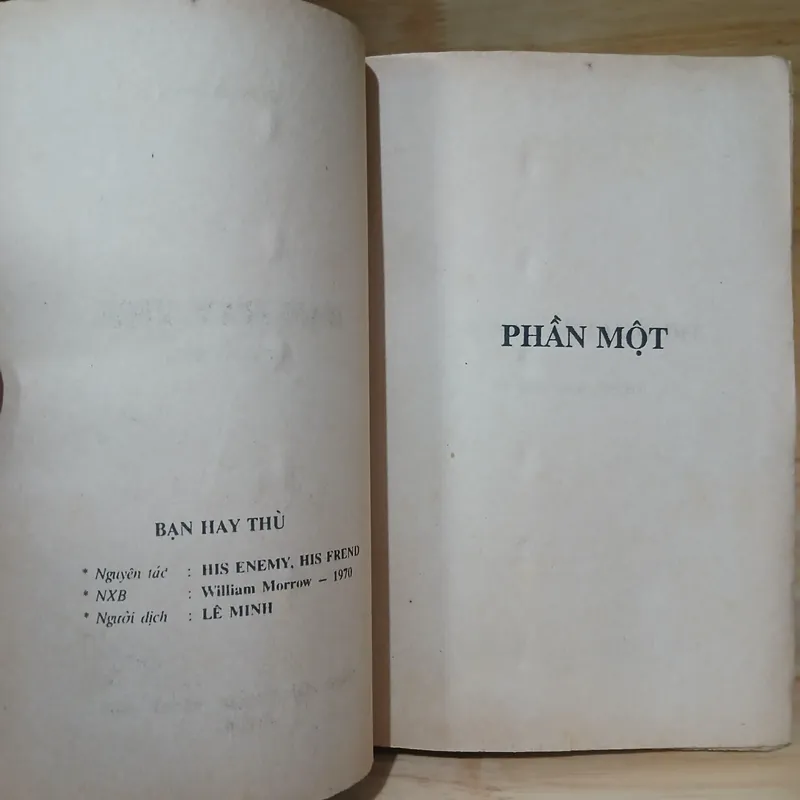 BẠN HAY THÙ
* Nguyên tác : HIS ENEMY, HIS FREND
* NXB : William Morrow – 1970
* Người dịch : LÊ MINH
PHẦN MỘT